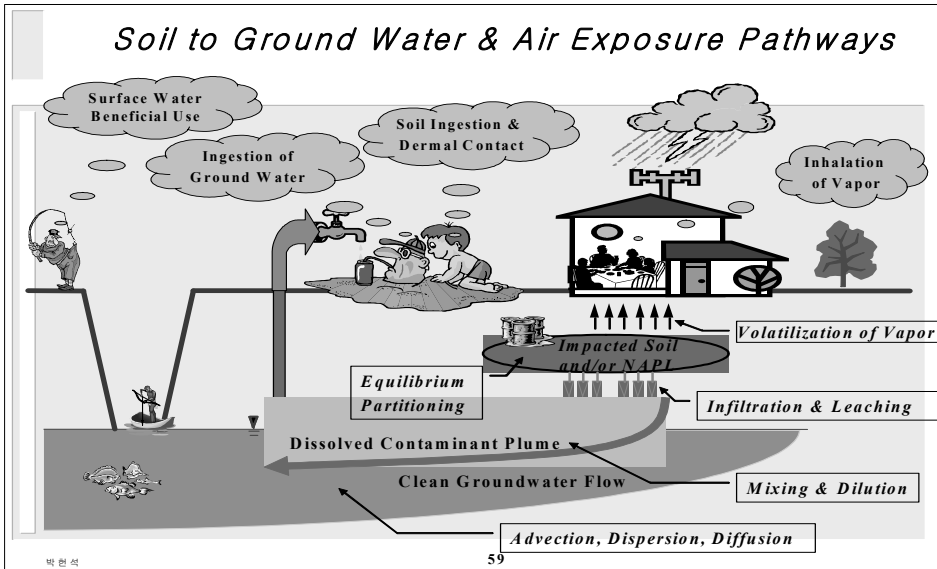 Soil to Ground Water & Air Exposure Pathways
Surface Water
Beneficial Use
Ingestion of
Ground Water
Soil Ingestion &
Dermal Contact
Inhalation
of Vapor
Volatilization of Vapor
Impacted Soil
and/or NAPL
Equilibrium
Partitioning
Infiltration & Leaching
Dissolved Contaminant Plume
Clean Groundwater Flow
Mixing & Dilution
Advection, Dispersion, Diffusion
박현석
59